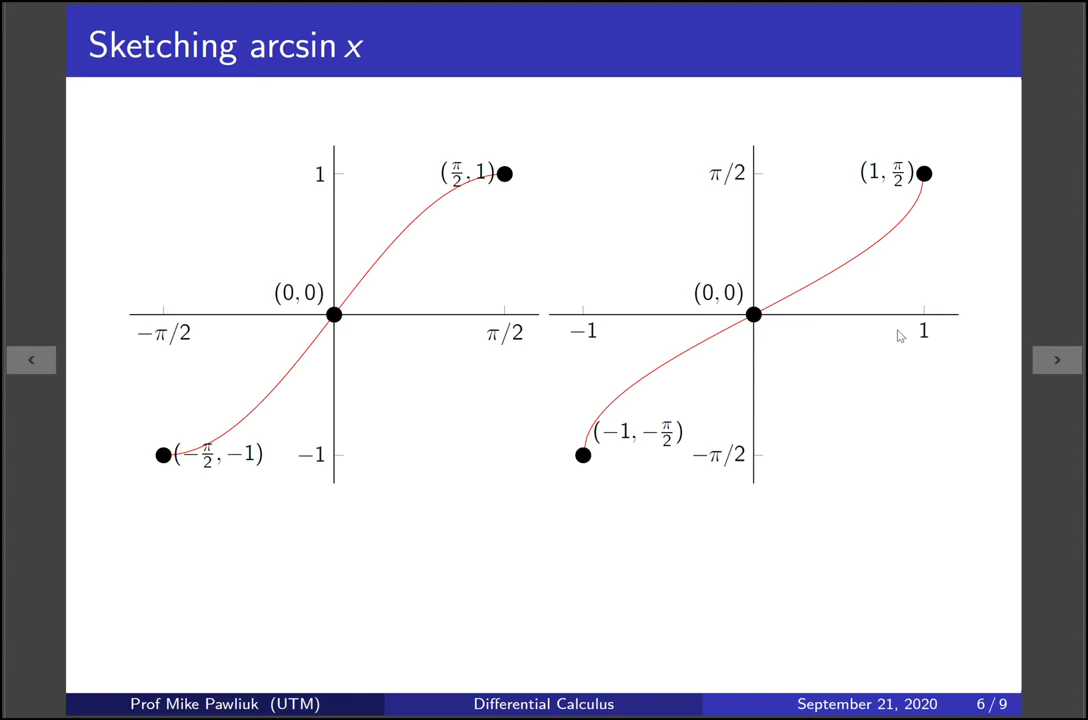 Sketching arcsin x
1
(π/2, 1)
(0, 0)
−π/2
π/2
(−π/2, −1)
−1
π/2
(1, π/2)
(0, 0)
−1
1
(−1, −π/2)
−π/2
Prof Mike Pawliuk (UTM)
Differential Calculus
September 21, 2020
6 / 9